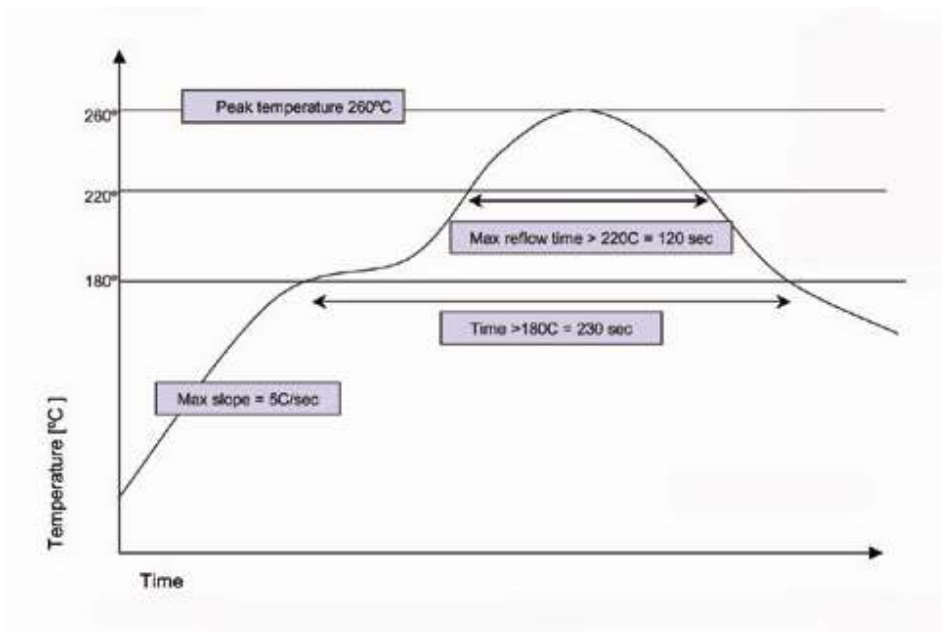 Peak temperature 260ºC
260º
220º
Max reflow time > 220C = 120 sec
180º
Time >180C = 230 sec
Max slope = 5C/sec
Temperature [ºC ]
Time